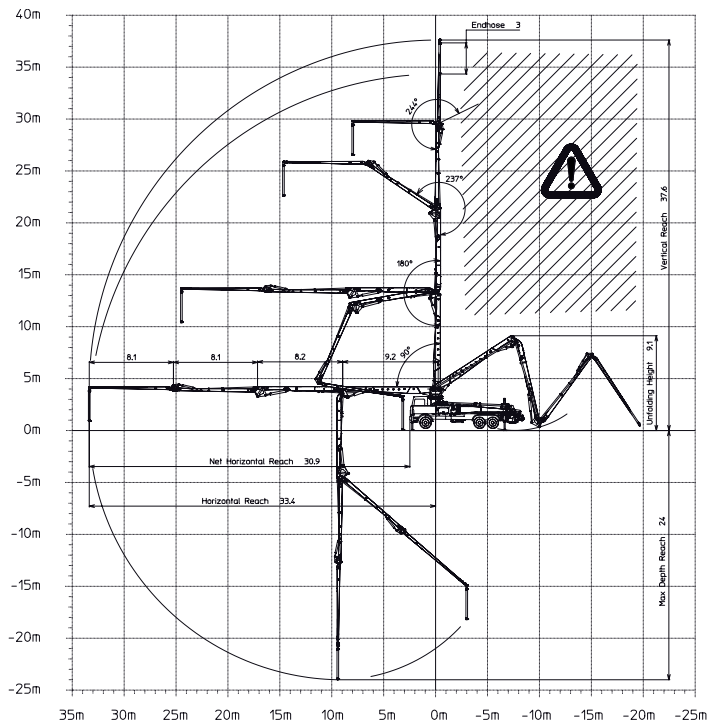 40m
Endhose 3
35m
30m
244°
25m
237°
20m
Vertical Reach 37.6
15m
180°
10m
8.1 8.1 8.2 9.2
90°
Unfolding Height 9.1
5m
0m
Net Horizontal Reach 30.9
-5m
Horizontal Reach 33.4
-10m
Max Depth Reach 24
-15m
-20m
-25m
35m 30m 25m 20m 15m 10m 5m 0m -5m -10m -15m -20m -25m